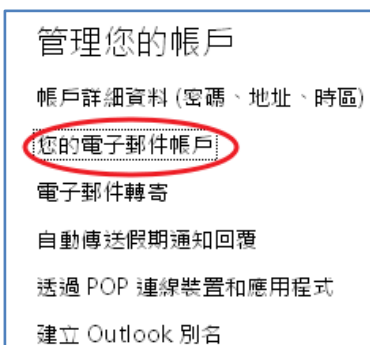 管理您的帳戶
帳戶詳細資料 (密碼、地址、時區)
您的電子郵件帳戶
電子郵件轉寄
自動傳送假期通知回覆
透過 POP 連線裝置和應用程式
建立 Outlook 別名